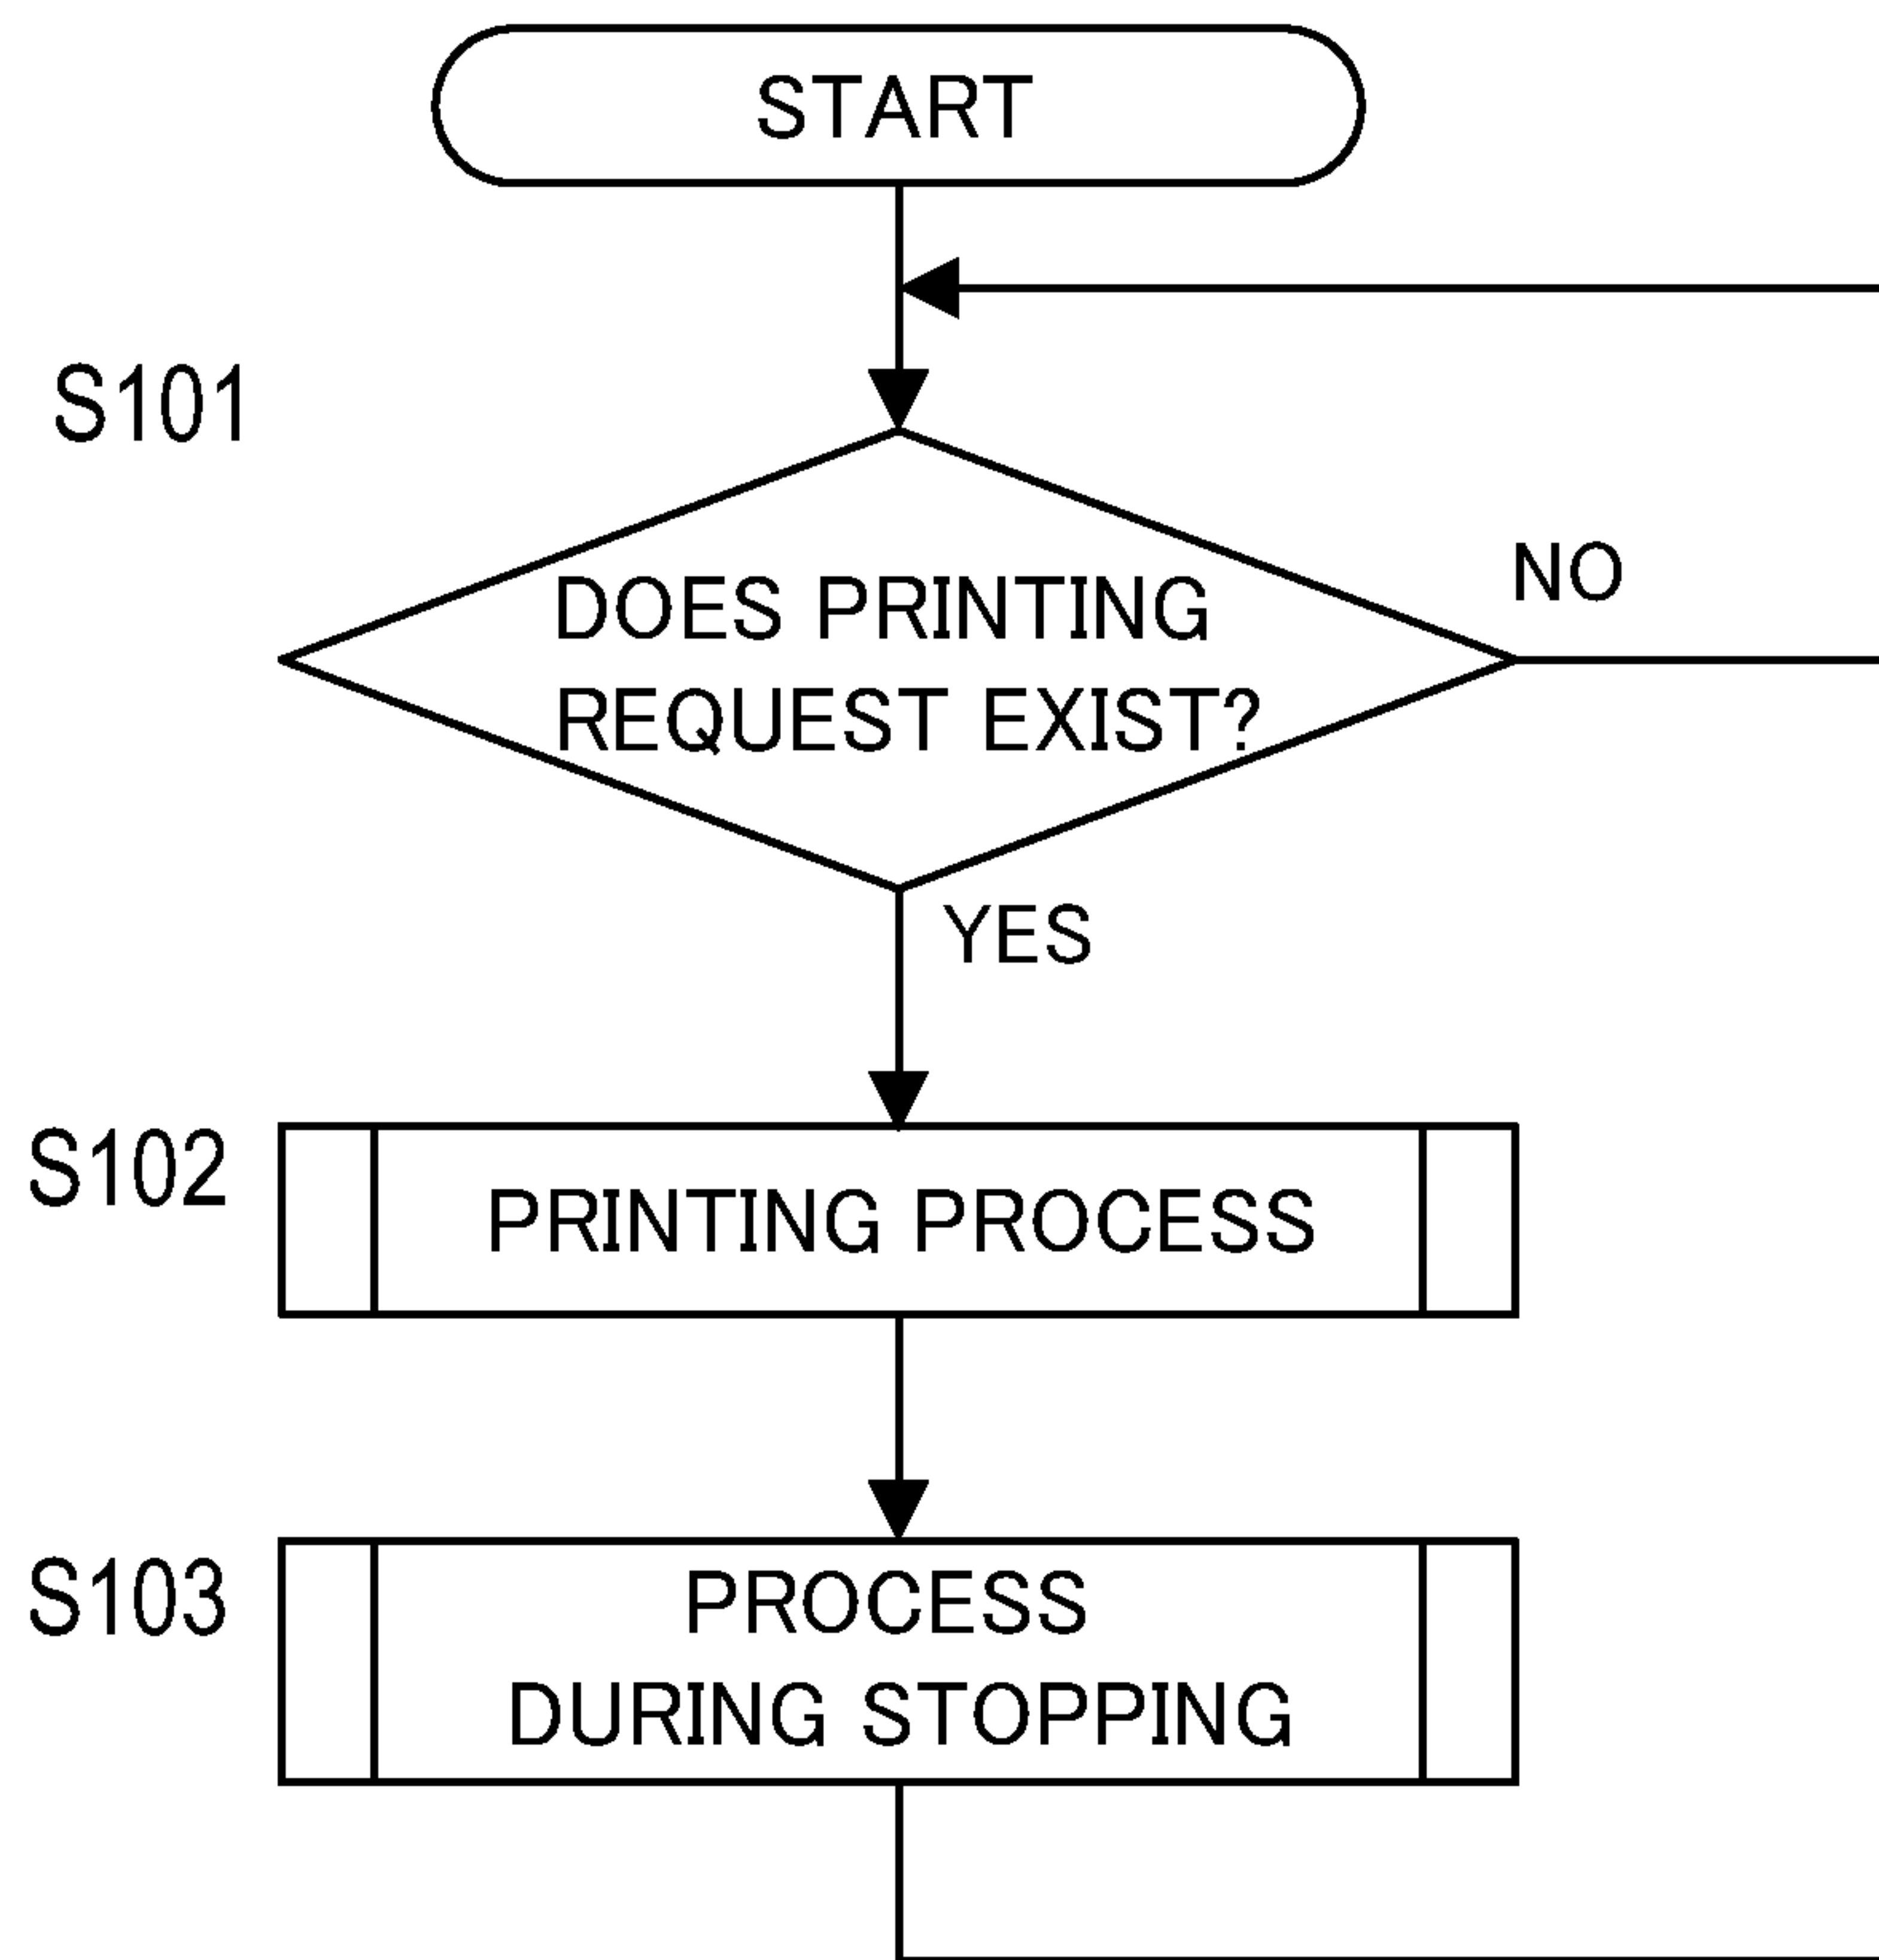 START
S101
DOES PRINTING
REQUEST EXIST?
NO
YES
S102
PRINTING PROCESS
S103
PROCESS
DURING STOPPING